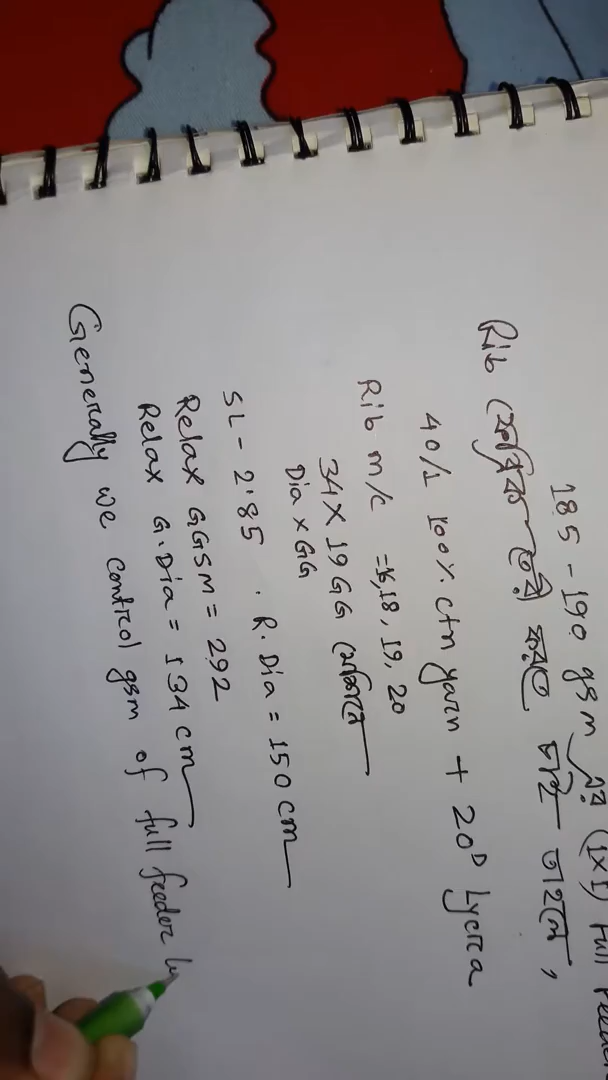 185-190 gsm এর (1X1) Full Feeder
Rib ফেব্রিক তৈরী করতে চাই তাহলে,
40/1 100% ctn yarn + 20D Lycra
Rib m/c = 16,18, 19, 20
34 X 19 GG মেশিনে
Dia x GG
SL - 2.85 . R. Dia = 150 cm
Relax GGSM = 292
Relax G. Dia = 134 cm
Generally we control gsm of full feeder